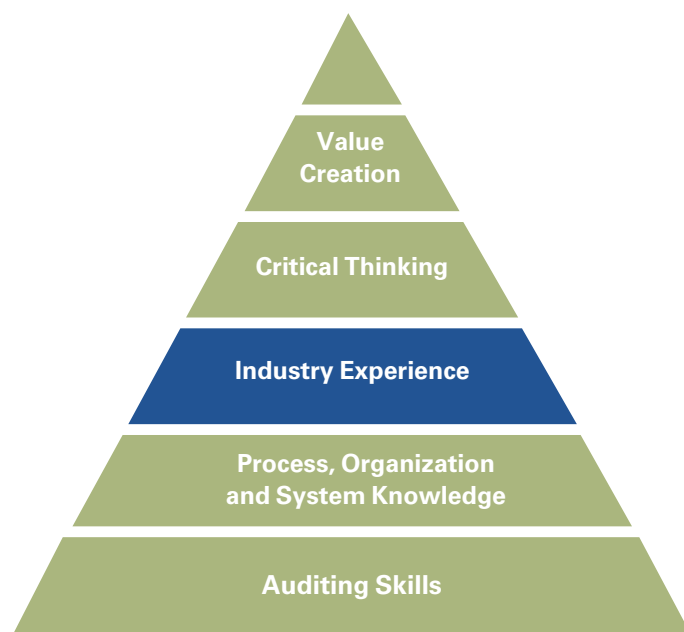 Value
Creation
Critical Thinking
Industry Experience
Process, Organization
and System Knowledge
Auditing Skills